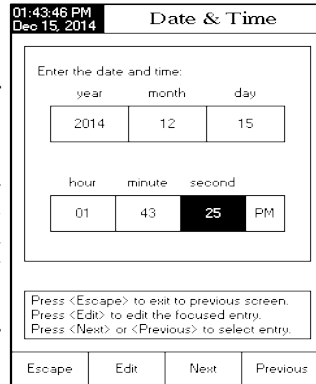 01:43:46 PM
Dec 15, 2014
Date & Time
Enter the date and time:
year month day
2014 12 15
hour minute second
01 43 25 PM
Press <Escape> to exit to previous screen.
Press <Edit> to edit the focused entry.
Press <Next> or <Previous> to select entry.
Escape Edit Next Previous